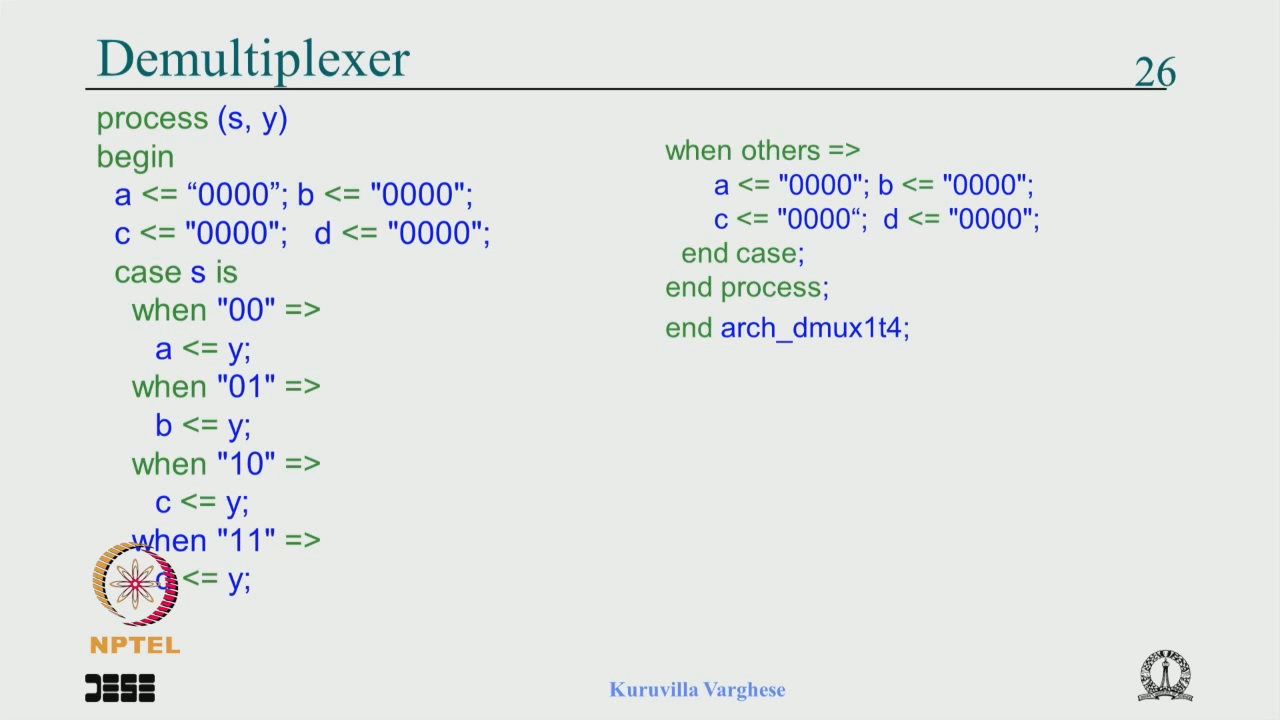 Demultiplexer
26
process (s, y)
begin
a <= “0000”; b <= "0000";
c <= "0000"; d <= "0000";
case s is
when "00" =>
a <= y;
when "01" =>
b <= y;
when "10" =>
c <= y;
when "11" =>
<= y;
when others =>
a <= "0000"; b <= "0000";
c <= "0000“; d <= "0000";
end case;
end process;
end arch_dmux1t4;
NPTEL
Kuruvilla Varghese